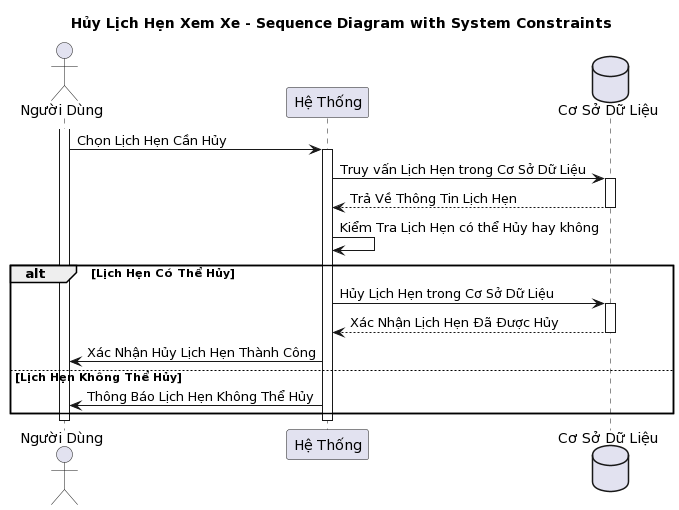 Hủy Lịch Hẹn Xem Xe - Sequence Diagram with System Constraints
Người Dùng
Hệ Thống
Cơ Sở Dữ Liệu
Chọn Lịch Hẹn Cần Hủy
Truy vấn Lịch Hẹn trong Cơ Sở Dữ Liệu
Trả Về Thông Tin Lịch Hẹn
Kiểm Tra Lịch Hẹn có thể Hủy hay không
alt
[Lịch Hẹn Có Thể Hủy]
Hủy Lịch Hẹn trong Cơ Sở Dữ Liệu
Xác Nhận Lịch Hẹn Đã Được Hủy
Xác Nhận Hủy Lịch Hẹn Thành Công
[Lịch Hẹn Không Thể Hủy]
Thông Báo Lịch Hẹn Không Thể Hủy
Người Dùng
Hệ Thống
Cơ Sở Dữ Liệu